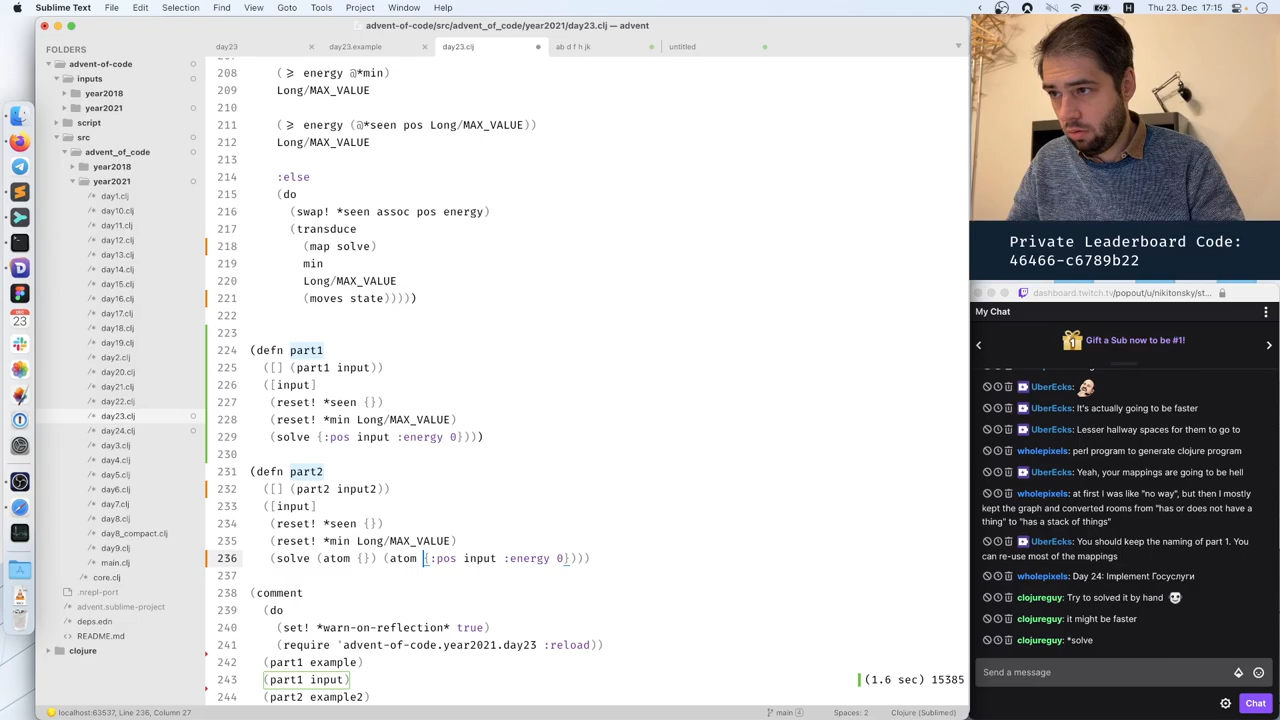 Sublime Text File Edit Selection Find View Goto Tools Project Window Help
Thu 23. Dec 17:15
advent-of-code/src/advent_of_code/year2021/day23.clj — advent
day23
day23.example
day23.clj
ab d f h jk
untitled
FOLDERS
advent-of-code
inputs
year2018
year2021
script
src
advent_of_code
year2018
year2021
day1.clj
day10.clj
day11.clj
day12.clj
day13.clj
day14.clj
day15.clj
day16.clj
day17.clj
day18.clj
day19.clj
day2.clj
day20.clj
day21.clj
day22.clj
day23.clj
day24.clj
day3.clj
day4.clj
day5.clj
day6.clj
day7.clj
day8.clj
day8_compact.clj
day9.clj
main.clj
core.clj
.nrepl-port
advent.sublime-project
deps.edn
README.md
clojure
208 (≥ energy @*min)
209 Long/MAX_VALUE
210
211 (≥ energy (@*seen pos Long/MAX_VALUE))
212 Long/MAX_VALUE
213
214 :else
215 (do
216 (swap! *seen assoc pos energy)
217 (transduce
218 (map solve)
219 min
220 Long/MAX_VALUE
221 (moves state)))))
222
223
224 (defn part1
225 ([] (part1 input))
226 ([input]
227 (reset! *seen {})
228 (reset! *min Long/MAX_VALUE)
229 (solve {:pos input :energy 0})))
230
231 (defn part2
232 ([] (part2 input2))
233 ([input]
234 (reset! *seen {})
235 (reset! *min Long/MAX_VALUE)
236 (solve (atom {}) (atom {:pos input :energy 0})))
237
238 (comment
239 (do
240 (set! *warn-on-reflection* true)
241 (require 'advent-of-code.year2021.day23 :reload))
242 (part1 example)
243 (part1 input) (1.6 sec) 15385
244 (part2 example2)
localhost:63537, Line 236, Column 27
main 4
Spaces: 2
Clojure (Sublimed)
DEC
23
Private Leaderboard Code:
46466-c6789b22
dashboard.twitch.tv/popout/u/nikitonsky/st...
My Chat
1 Gift a Sub now to be #1!
UberEcks:
UberEcks: It's actually going to be faster
UberEcks: Lesser hallway spaces for them to go to
wholepixels: perl program to generate clojure program
UberEcks: Yeah, your mappings are going to be hell
wholepixels: at first I was like "no way", but then I mostly
kept the graph and converted rooms from "has or does not have a
thing" to "has a stack of things"
UberEcks: You should keep the naming of part 1. You
can re-use most of the mappings
wholepixels: Day 24: Implement Госуслуги
clojureguy: Try to solved it by hand
clojureguy: it might be faster
clojureguy: *solve
Send a message
Chat